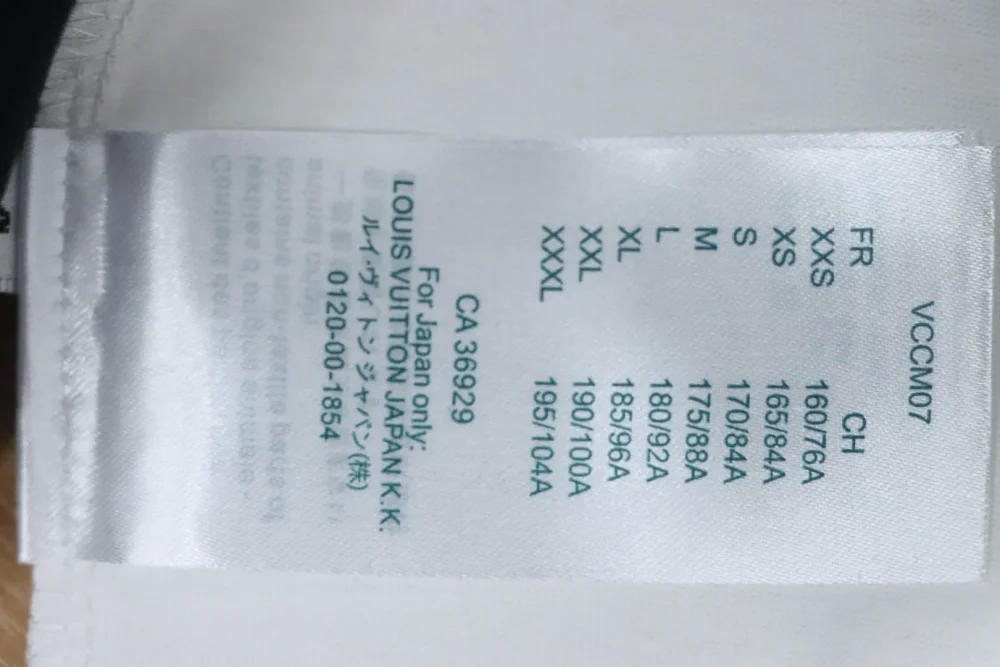 VCCM07
FR CH
XXS 160/76A
XS 165/84A
S 170/84A
M 175/88A
L 180/92A
XL 185/96A
XXL 190/100A
XXXL 195/104A
CA 36929
For Japan only:
LOUIS VUITTON JAPAN K.K.
ルイ・ヴィトン ジャパン(株)
0120-00-1854